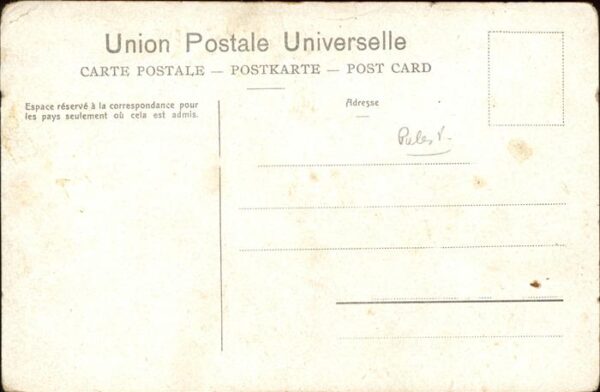 Union Postale Universelle
CARTE POSTALE — POSTKARTE — POST CARD
Espace réservé à la correspondance pour
les pays seulement où cela est admis.
Adresse